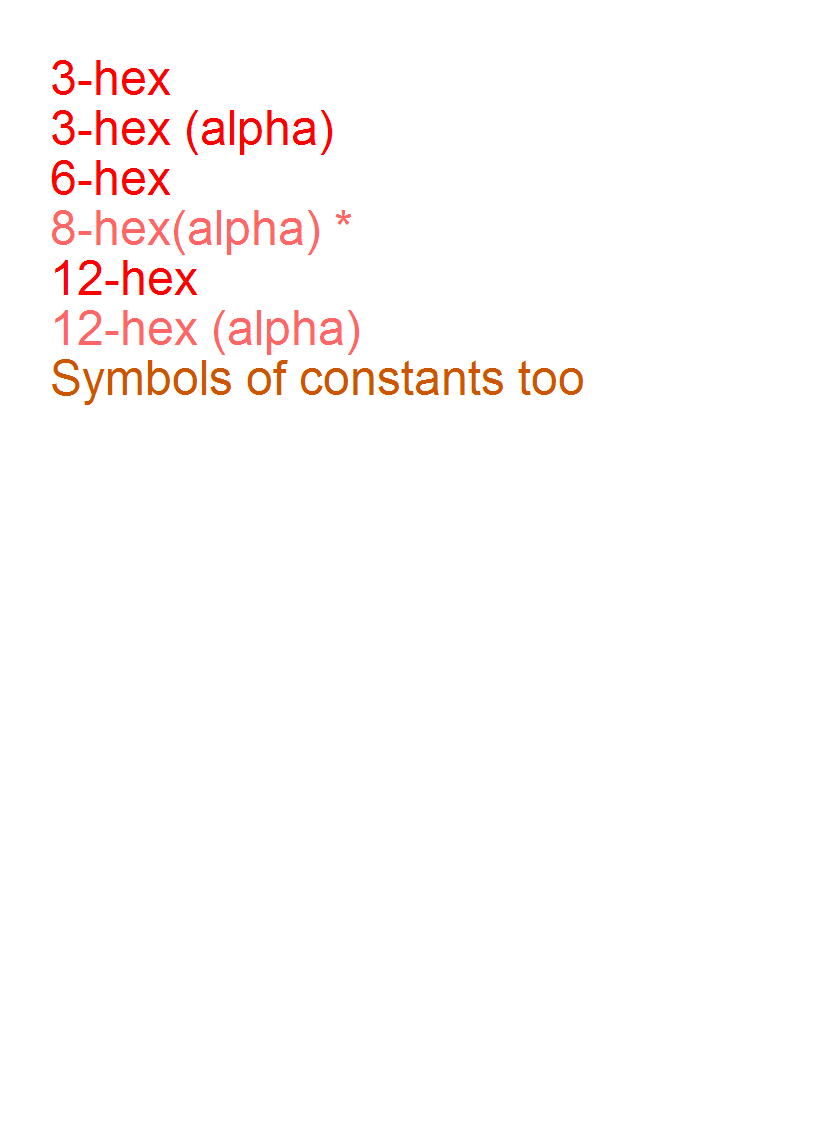 3-hex
3-hex (alpha)
6-hex
8-hex(alpha) *
12-hex
12-hex (alpha)
Symbols of constants too